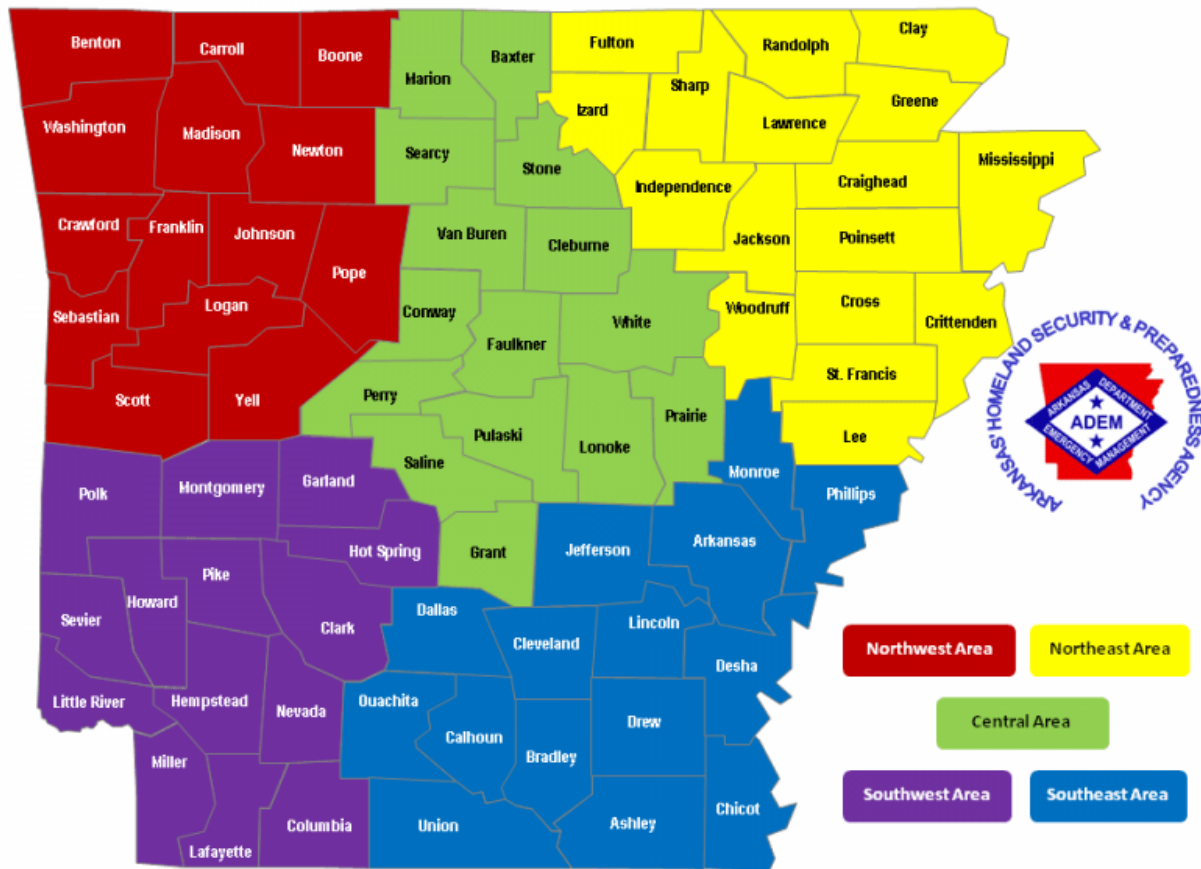 Benton
Carroll
Boone
Marion
Baxter
Fulton
Sharp
Randolph
Clay
Washington
Madison
Newton
Searcy
Stone
Izard
Lawrence
Greene
Independence
Craighead
Mississippi
Crawford
Franklin
Johnson
Pope
Van Buren
Cleburne
Jackson
Poinsett
Sebastian
Logan
Conway
Faulkner
White
Woodruff
Cross
Crittenden
Scott
Yell
Perry
Pulaski
Lonoke
Prairie
St. Francis
Lee
Saline
Monroe
Phillips
Polk
Montgomery
Garland
Hot Spring
Grant
Jefferson
Arkansas
Pike
Howard
Sevier
Clark
Dallas
Cleveland
Lincoln
Desha
Little River
Hempstead
Nevada
Ouachita
Calhoun
Bradley
Drew
Miller
Lafayette
Columbia
Union
Ashley
Chicot
ARKANSAS' HOMELAND SECURITY & PREPAREDNESS AGENCY
ARKANSAS DEPARTMENT
ADEM
EMERGENCY MANAGEMENT
Northwest Area
Northeast Area
Central Area
Southwest Area
Southeast Area